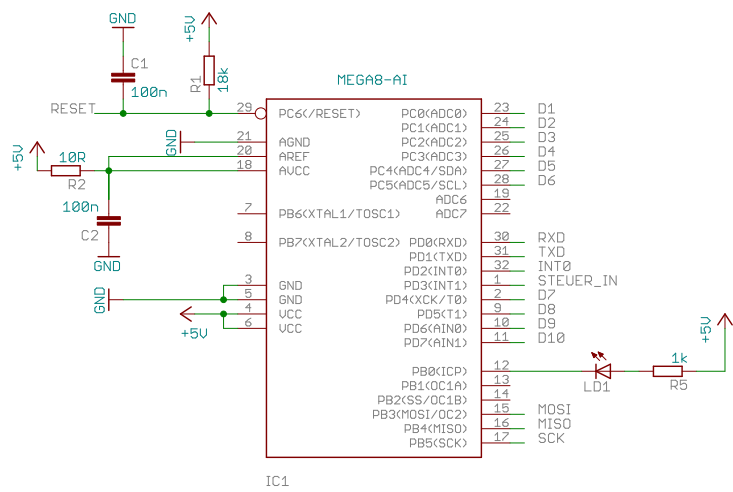 GND
+5V
C1
100n
R1
18k
MEGA8-AI
RESET
29 PC6(/RESET)
GND 21 AGND
20 AREF
18 AVCC
+5V
10R
R2
100n
C2
GND
7 PB6(XTAL1/TOSC1)
8 PB7(XTAL2/TOSC2)
3 GND
GND 5 GND
4 VCC
+5V 6 VCC
PC0(ADC0) 23 D1
PC1(ADC1) 24 D2
PC2(ADC2) 25 D3
PC3(ADC3) 26 D4
PC4(ADC4/SDA) 27 D5
PC5(ADC5/SCL) 28 D6
ADC6 19
ADC7 22
PD0(RXD) 30 RXD
PD1(TXD) 31 TXD
PD2(INT0) 32 INT0
PD3(INT1) 1 STEUER_IN
PD4(XCK/T0) 2 D7
PD5(T1) 9 D8
PD6(AIN0) 10 D9
PD7(AIN1) 11 D10
PB0(ICP) 12
PB1(OC1A) 13
PB2(SS/OC1B) 14
PB3(MOSI/OC2) 15 MOSI
PB4(MISO) 16 MISO
PB5(SCK) 17 SCK
LD1
1k
R5
+5V
IC1